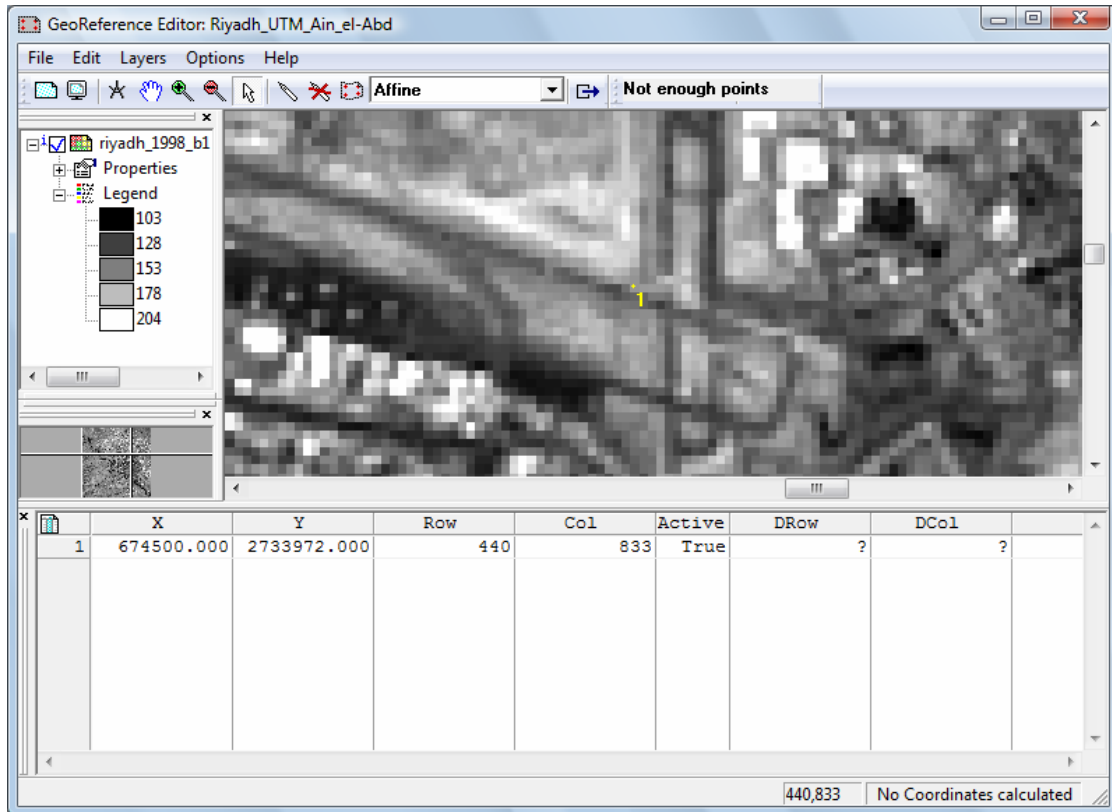 GeoReference Editor: Riyadh_UTM_Ain_el-Abd
File Edit Layers Options Help
Affine Not enough points
riyadh_1998_b1
Properties
Legend
103
128
153
178
204
1
X Y Row Col Active DRow DCol
1 674500.000 2733972.000 440 833 True ? ?
440,833 No Coordinates calculated